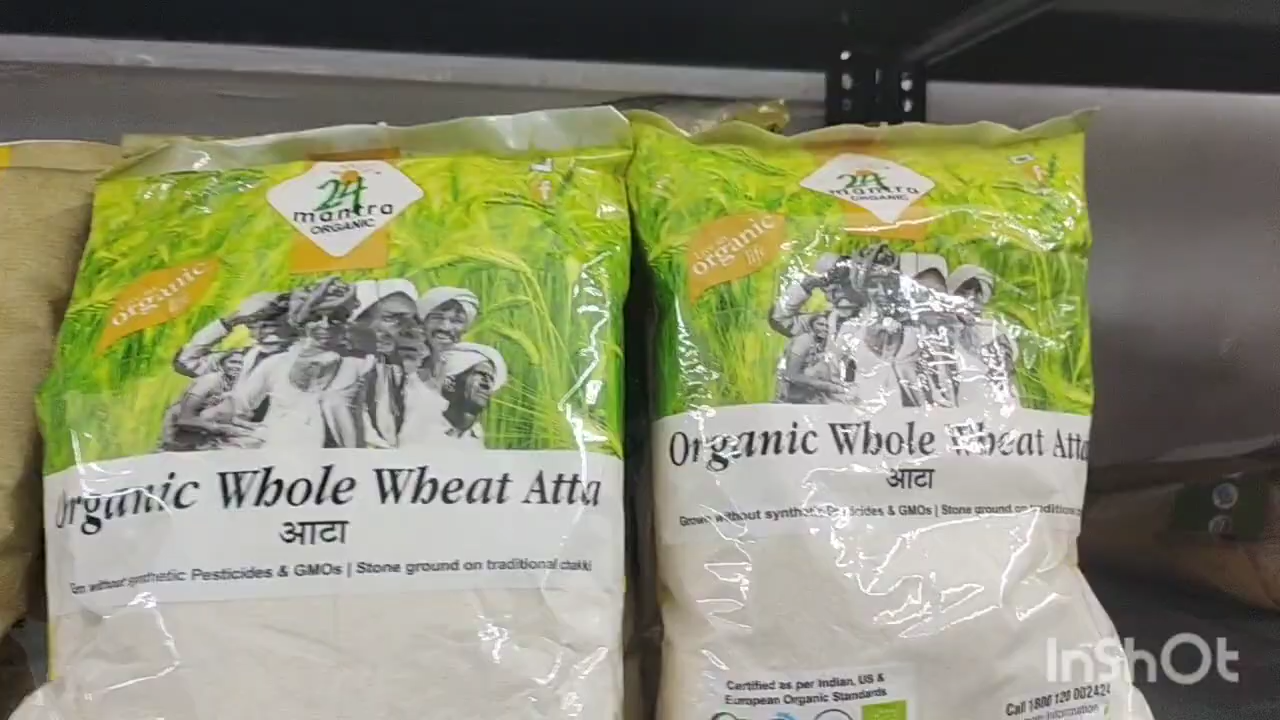 24
mantra
ORGANIC
organic
Organic Whole Wheat Atta
आटा
without synthetic Pesticides & GMOs | Stone ground on traditional chakki
24
mantra
ORGANIC
organic
life
Organic Whole Wheat Atta
आटा
Grown without synthetic Pesticides & GMOs | Stone ground on
Certified as per Indian, US &
European Organic Standards
Call 1800 120 002424
InShOt